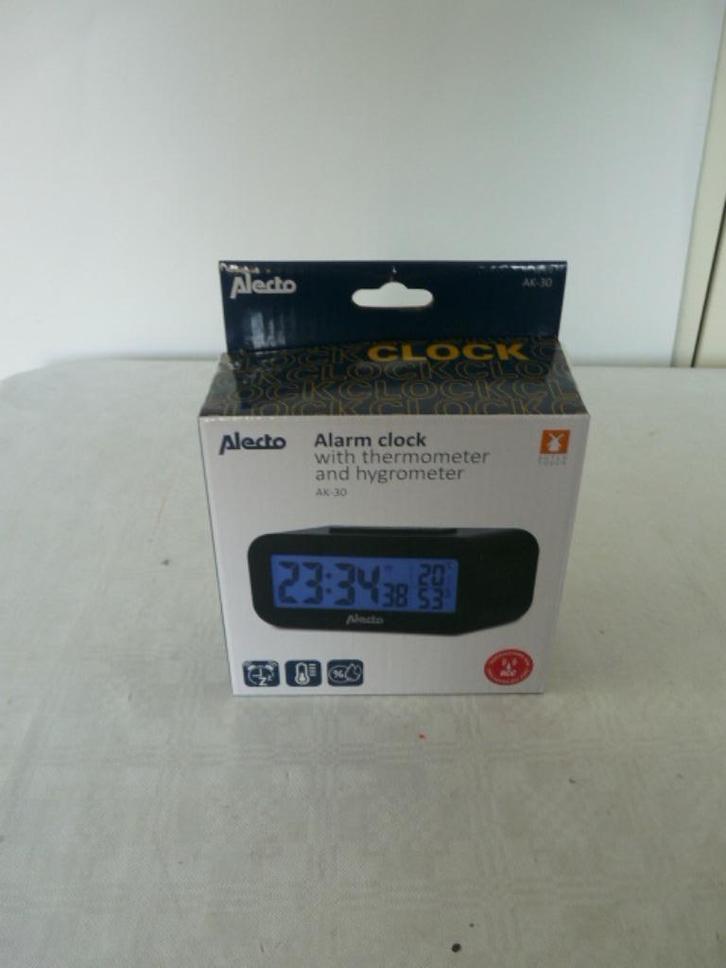 Alecto
AK-30
CLOCK
Alecto
Alarm clock
with thermometer
and hygrometer
AK-30
23:34 38
20°C
53%
Alecto
Z
%
RCC